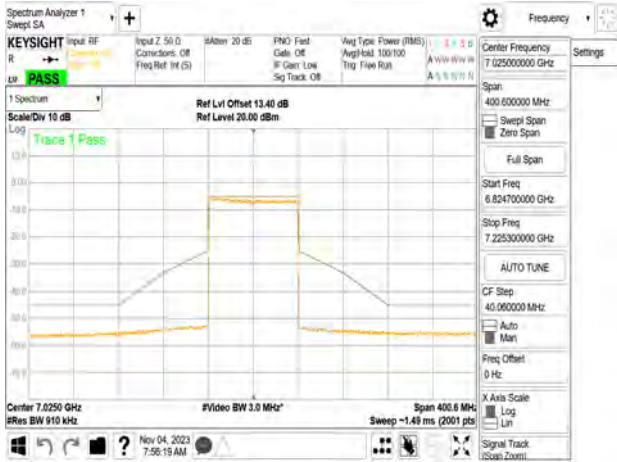 Spectrum Analyzer 1
Swept SA
+
Frequency
Settings
KEYSIGHT
Input: RF
R
PASS
Input Z: 50 Ω
Corrections: Off
Freq Ref: Int (S)
#Atten: 20 dB
PNO: Fast
Gate: Off
IF Gain: Low
Sig Track: Off
Avg Type: Power (RMS)
Avg|Hold: 100/100
Trig: Free Run
1 Spectrum
Scale/Div 10 dB
Ref Lvl Offset 13.40 dB
Ref Level 20.00 dBm
Log
Trace 1 Pass
Center 7.0250 GHz
#Res BW 910 kHz
#Video BW 3.0 MHz*
Span 400.6 MHz
Sweep ~1.49 ms (2001 pts
Center Frequency
7.025000000 GHz
Span
400.600000 MHz
Swept Span
Zero Span
Full Span
Start Freq
6.824700000 GHz
Stop Freq
7.225300000 GHz
AUTO TUNE
CF Step
40.060000 MHz
Auto
Man
Freq Offset
0 Hz
X Axis Scale
Log
Lin
Signal Track
(Span Zoom)
?
Nov 04, 2023
7:56:19 AM